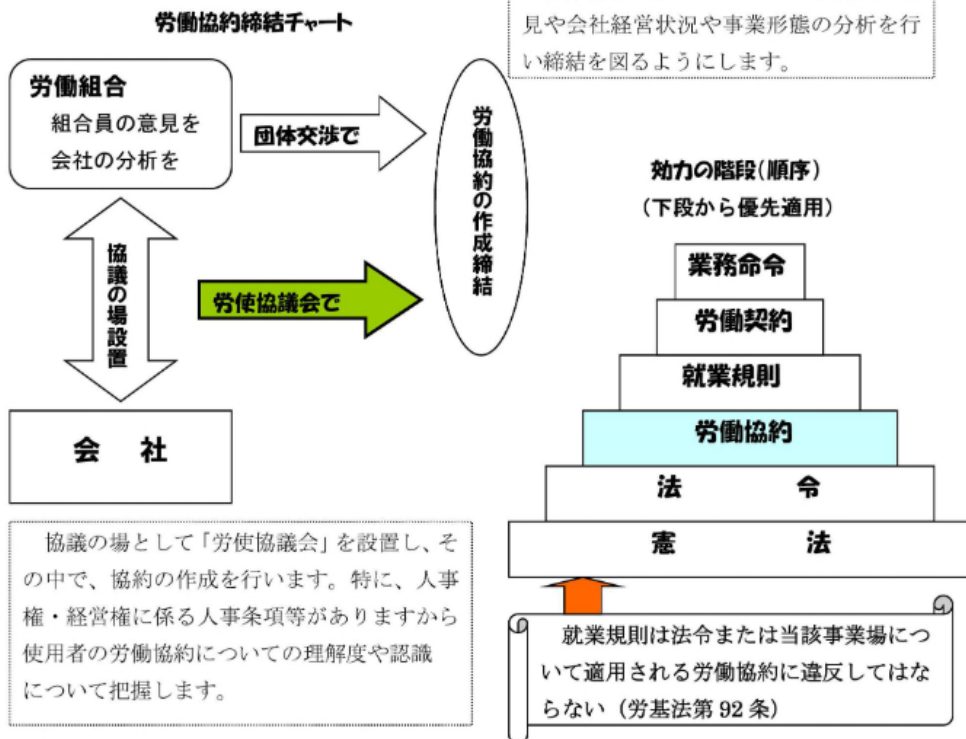 労働協約締結チャート
見や会社経営状況や事業形態の分析を行
い締結を図るようにします。
労働組合
組合員の意見を
会社の分析を
団体交渉で
労働協約の作成締結
協議の場設置
労使協議会で
会 社
協議の場として「労使協議会」を設置し、そ
の中で、協約の作成を行います。特に、人事
権・経営権に係る人事条項等がありますから
使用者の労働協約についての理解度や認識
について把握します。
効力の階段(順序)
(下段から優先適用)
業務命令
労働契約
就業規則
労働協約
法 令
憲 法
就業規則は法令または当該事業場につ
いて適用される労働協約に違反してはな
らない(労基法第 92 条)